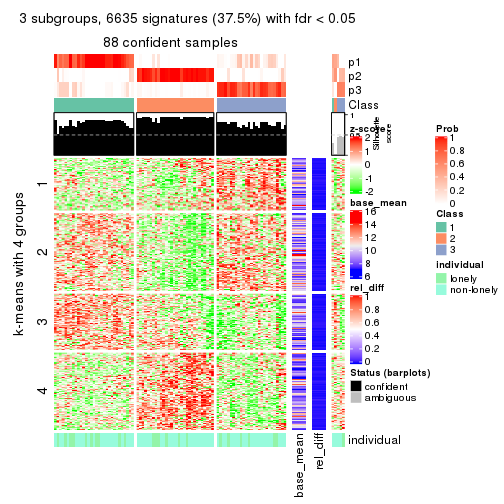 3 subgroups, 6635 signatures (37.5%) with fdr < 0.05
88 confident samples
p1
p2
p3
Class
1
0.5
0
Silhouette
score
k-means with 4 groups
1
2
3
4
individual
base_mean
rel_diff
z-score
2
1
0
-1
-2
base_mean
16
14
12
10
8
6
rel_diff
1
0.8
0.6
0.4
0.2
0
Status (barplots)
confident
ambiguous
Prob
1
0.8
0.6
0.4
0.2
0
Class
1
2
3
individual
lonely
non-lonely